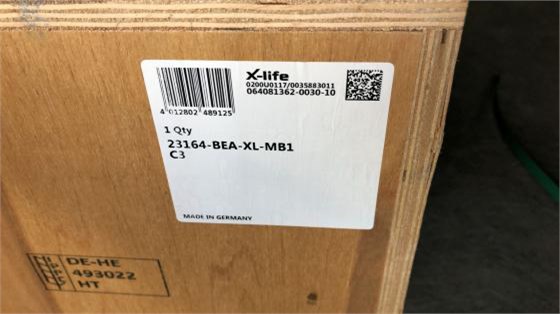 X-life
0200U0117/0035883011
064081362-0030-10
4 012802 489125
1 Qty
23164-BEA-XL-MB1
C3
MADE IN GERMANY
DE-HE
493022
HT